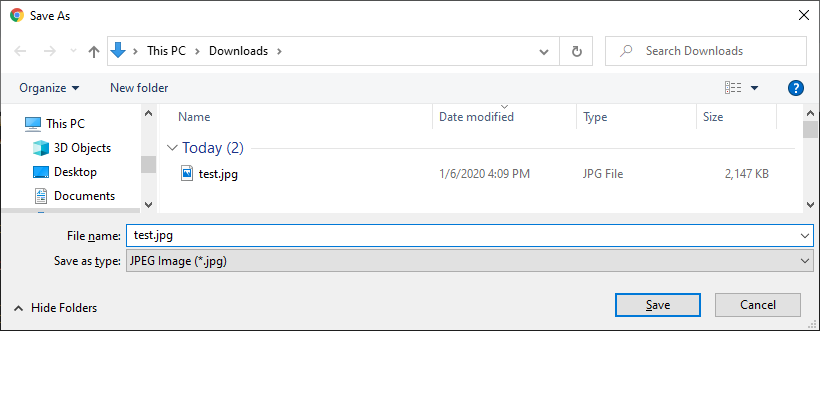 Save As
This PC > Downloads >
Search Downloads
Organize
New folder
Name
Date modified
Type
Size
This PC
3D Objects
Desktop
Documents
Today (2)
test.jpg 1/6/2020 4:09 PM JPG File 2,147 KB
File name: test.jpg
Save as type: JPEG Image (*.jpg)
Hide Folders
Save
Cancel